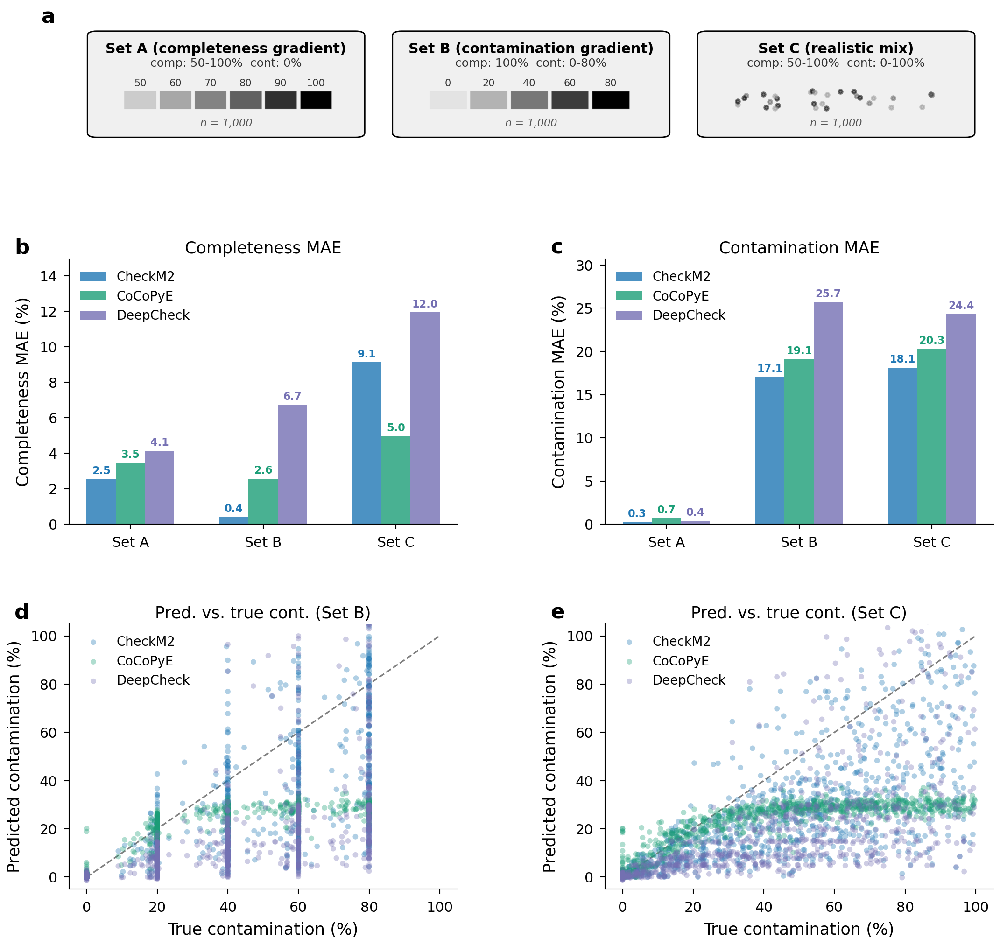 a
Set A (completeness gradient)
comp: 50-100%  cont: 0%
50 60 70 80 90 100
n = 1,000
Set B (contamination gradient)
comp: 100%  cont: 0-80%
0 20 40 60 80
n = 1,000
Set C (realistic mix)
comp: 50-100%  cont: 0-100%
n = 1,000
b
Completeness MAE
Completeness MAE (%)
14
12
10
8
6
4
2
0
CheckM2
CoCoPyE
DeepCheck
2.5 3.5 4.1
0.4 2.6 6.7
9.1 5.0 12.0
Set A Set B Set C
c
Contamination MAE
Contamination MAE (%)
30
25
20
15
10
5
0
CheckM2
CoCoPyE
DeepCheck
0.3 0.7 0.4
17.1 19.1 25.7
18.1 20.3 24.4
Set A Set B Set C
d
Pred. vs. true cont. (Set B)
Predicted contamination (%)
100
80
60
40
20
0
CheckM2
CoCoPyE
DeepCheck
0 20 40 60 80 100
True contamination (%)
e
Pred. vs. true cont. (Set C)
Predicted contamination (%)
100
80
60
40
20
0
CheckM2
CoCoPyE
DeepCheck
0 20 40 60 80 100
True contamination (%)